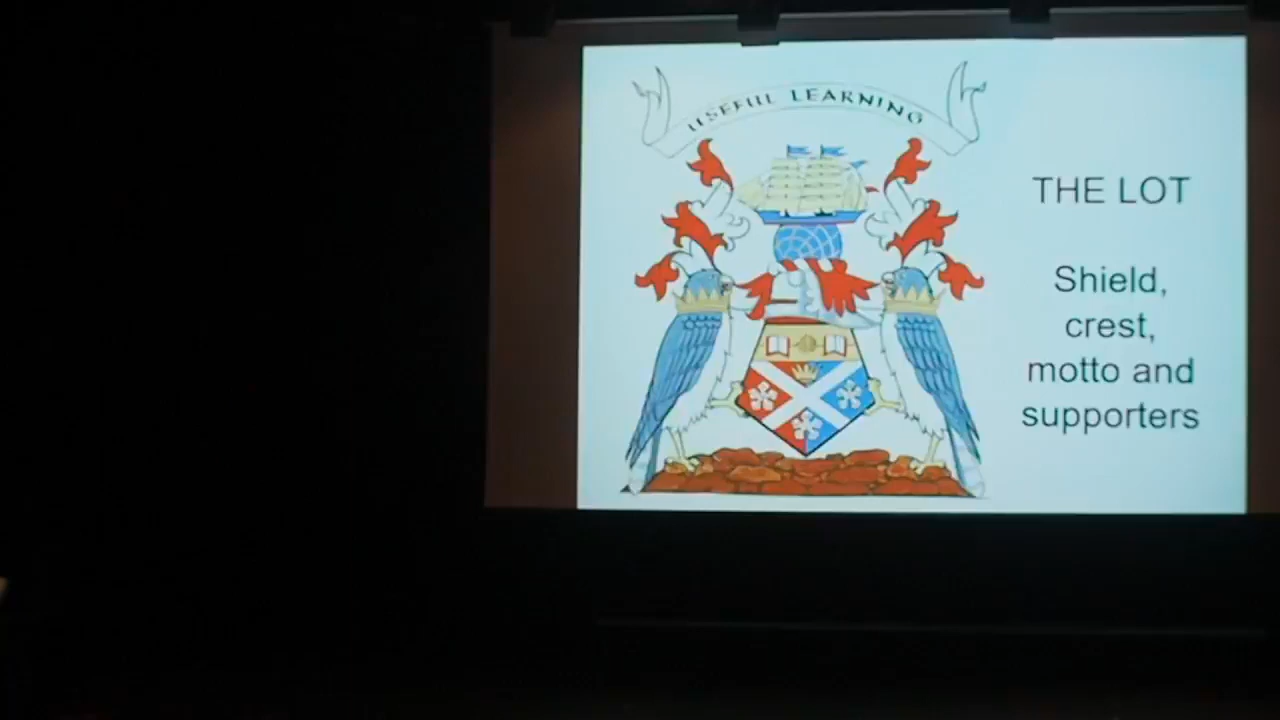 USEFUL LEARNING
THE LOT
Shield,
crest,
motto and
supporters